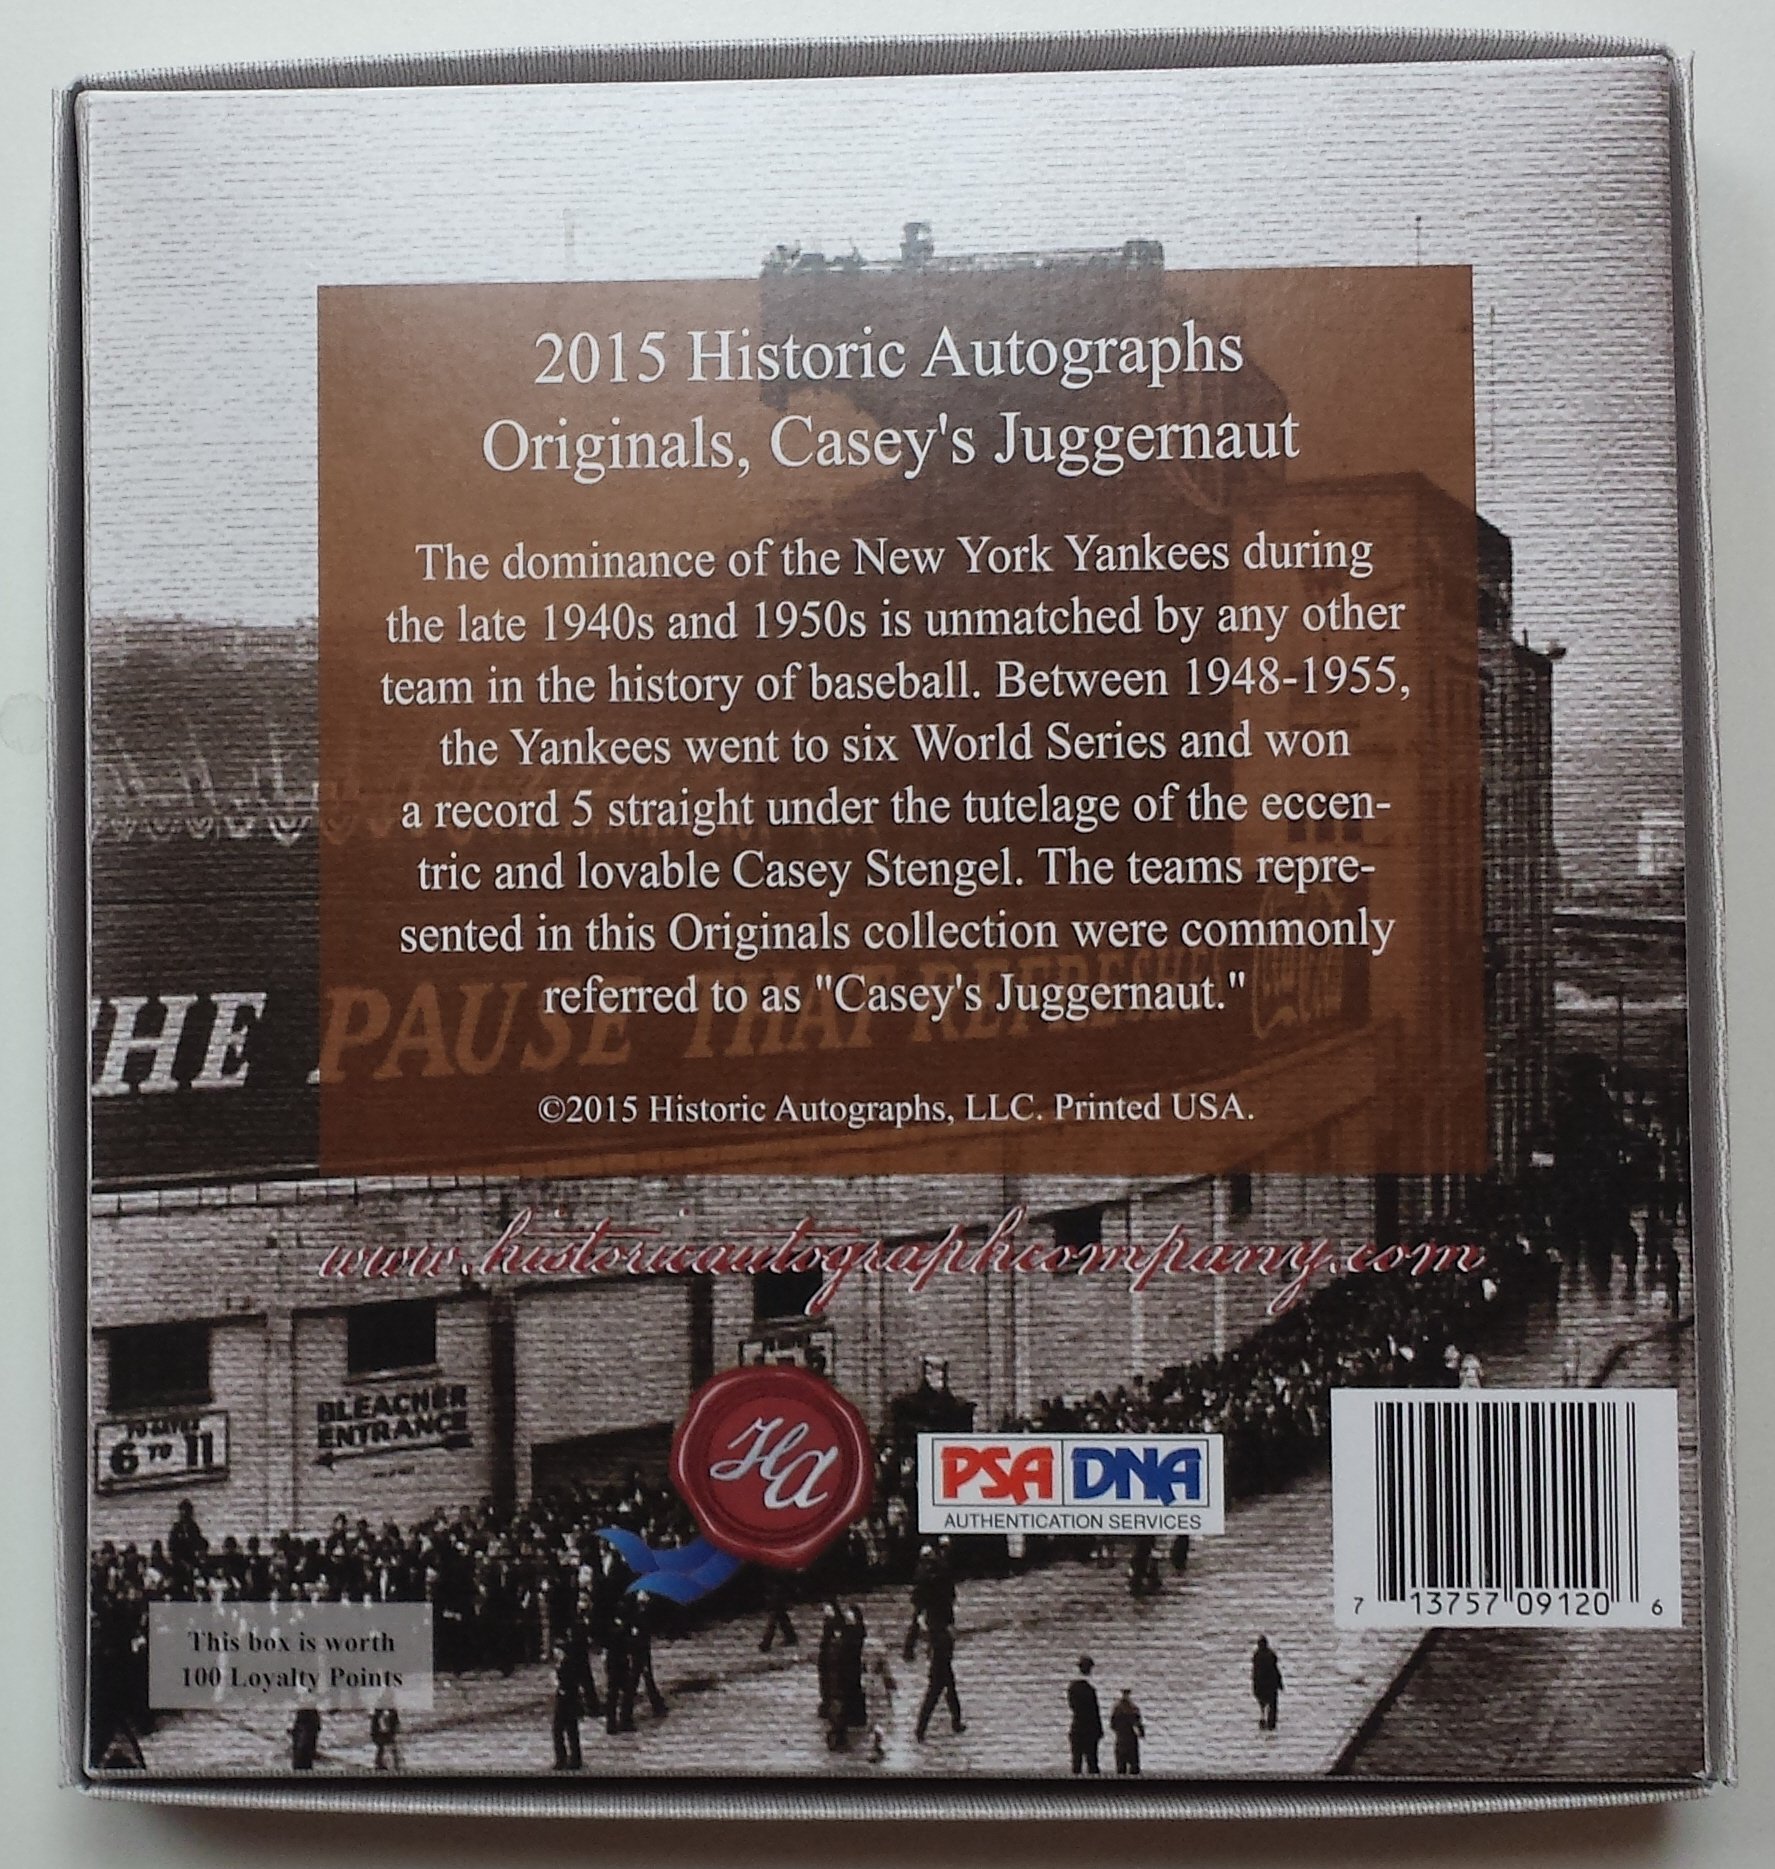 2015 Historic Autographs
Originals, Casey's Juggernaut
The dominance of the New York Yankees during
the late 1940s and 1950s is unmatched by any other
team in the history of baseball. Between 1948-1955,
the Yankees went to six World Series and won
a record 5 straight under the tutelage of the eccen-
tric and lovable Casey Stengel. The teams repre-
sented in this Originals collection were commonly
referred to as "Casey's Juggernaut."
HE PAUSE THAT REFRESHES
Coca-Cola
©2015 Historic Autographs, LLC. Printed USA.
www.historicautographcompany.com
BLEACHER
ENTRANCE
6 TO 11
HA
PSA DNA
AUTHENTICATION SERVICES
7 13757 09120 6
This box is worth
100 Loyalty Points